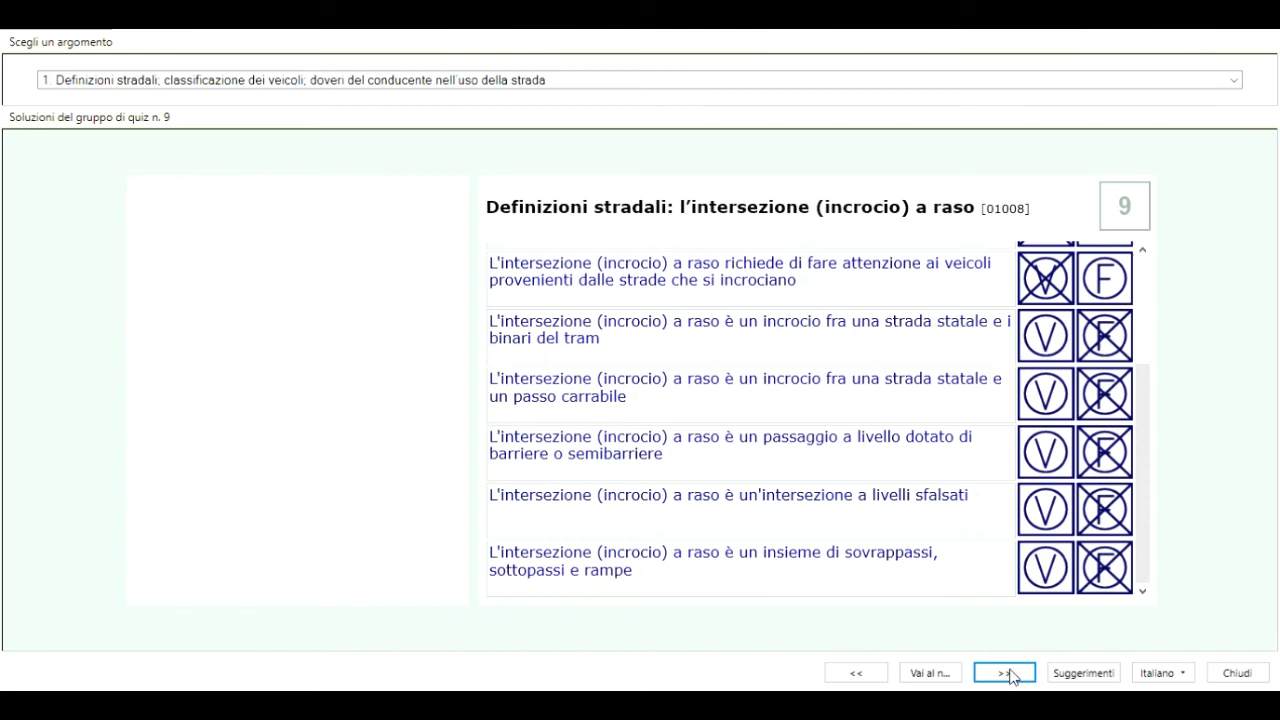 Scegli un argomento
1. Definizioni stradali; classificazione dei veicoli; doveri del conducente nell'uso della strada
Soluzioni del gruppo di quiz n. 9
Definizioni stradali: l’intersezione (incrocio) a raso [01008]
9
L'intersezione (incrocio) a raso richiede di fare attenzione ai veicoli
provenienti dalle strade che si incrociano
V F
L'intersezione (incrocio) a raso è un incrocio fra una strada statale e i
binari del tram
V F
L'intersezione (incrocio) a raso è un incrocio fra una strada statale e
un passo carrabile
V F
L'intersezione (incrocio) a raso è un passaggio a livello dotato di
barriere o semibarriere
V F
L'intersezione (incrocio) a raso è un'intersezione a livelli sfalsati
V F
L'intersezione (incrocio) a raso è un insieme di sovrappassi,
sottopassi e rampe
V F
<< Vai al n... >> Suggerimenti Italiano Chiudi